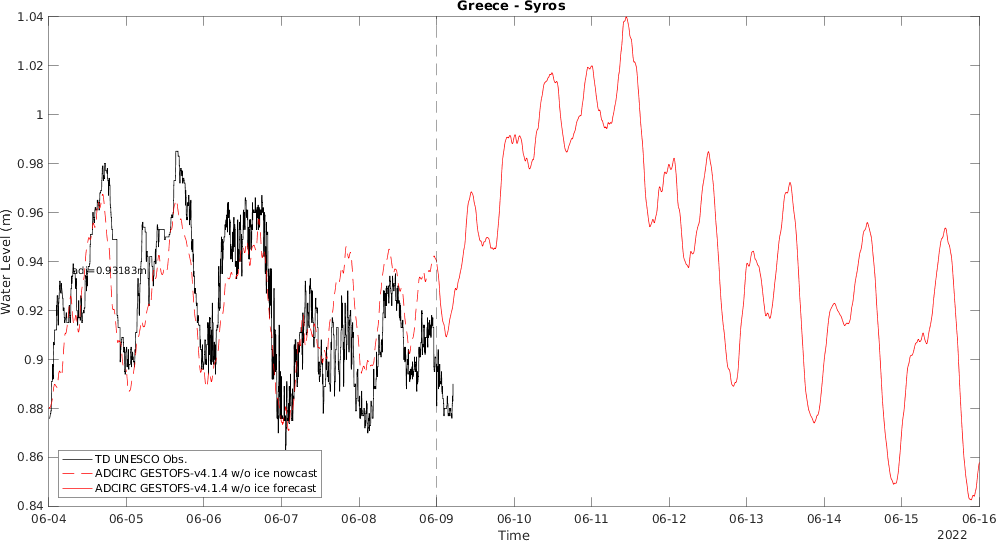 Greece - Syros
1.04
1.02
1
0.98
0.96
0.94
0.92
0.9
0.88
0.86
0.84
Water Level (m)
adj=0.93183m
TD UNESCO Obs.
ADCIRC GESTOFS-v4.1.4 w/o ice nowcast
ADCIRC GESTOFS-v4.1.4 w/o ice forecast
06-04 06-05 06-06 06-07 06-08 06-09 06-10 06-11 06-12 06-13 06-14 06-15 06-16
Time
2022